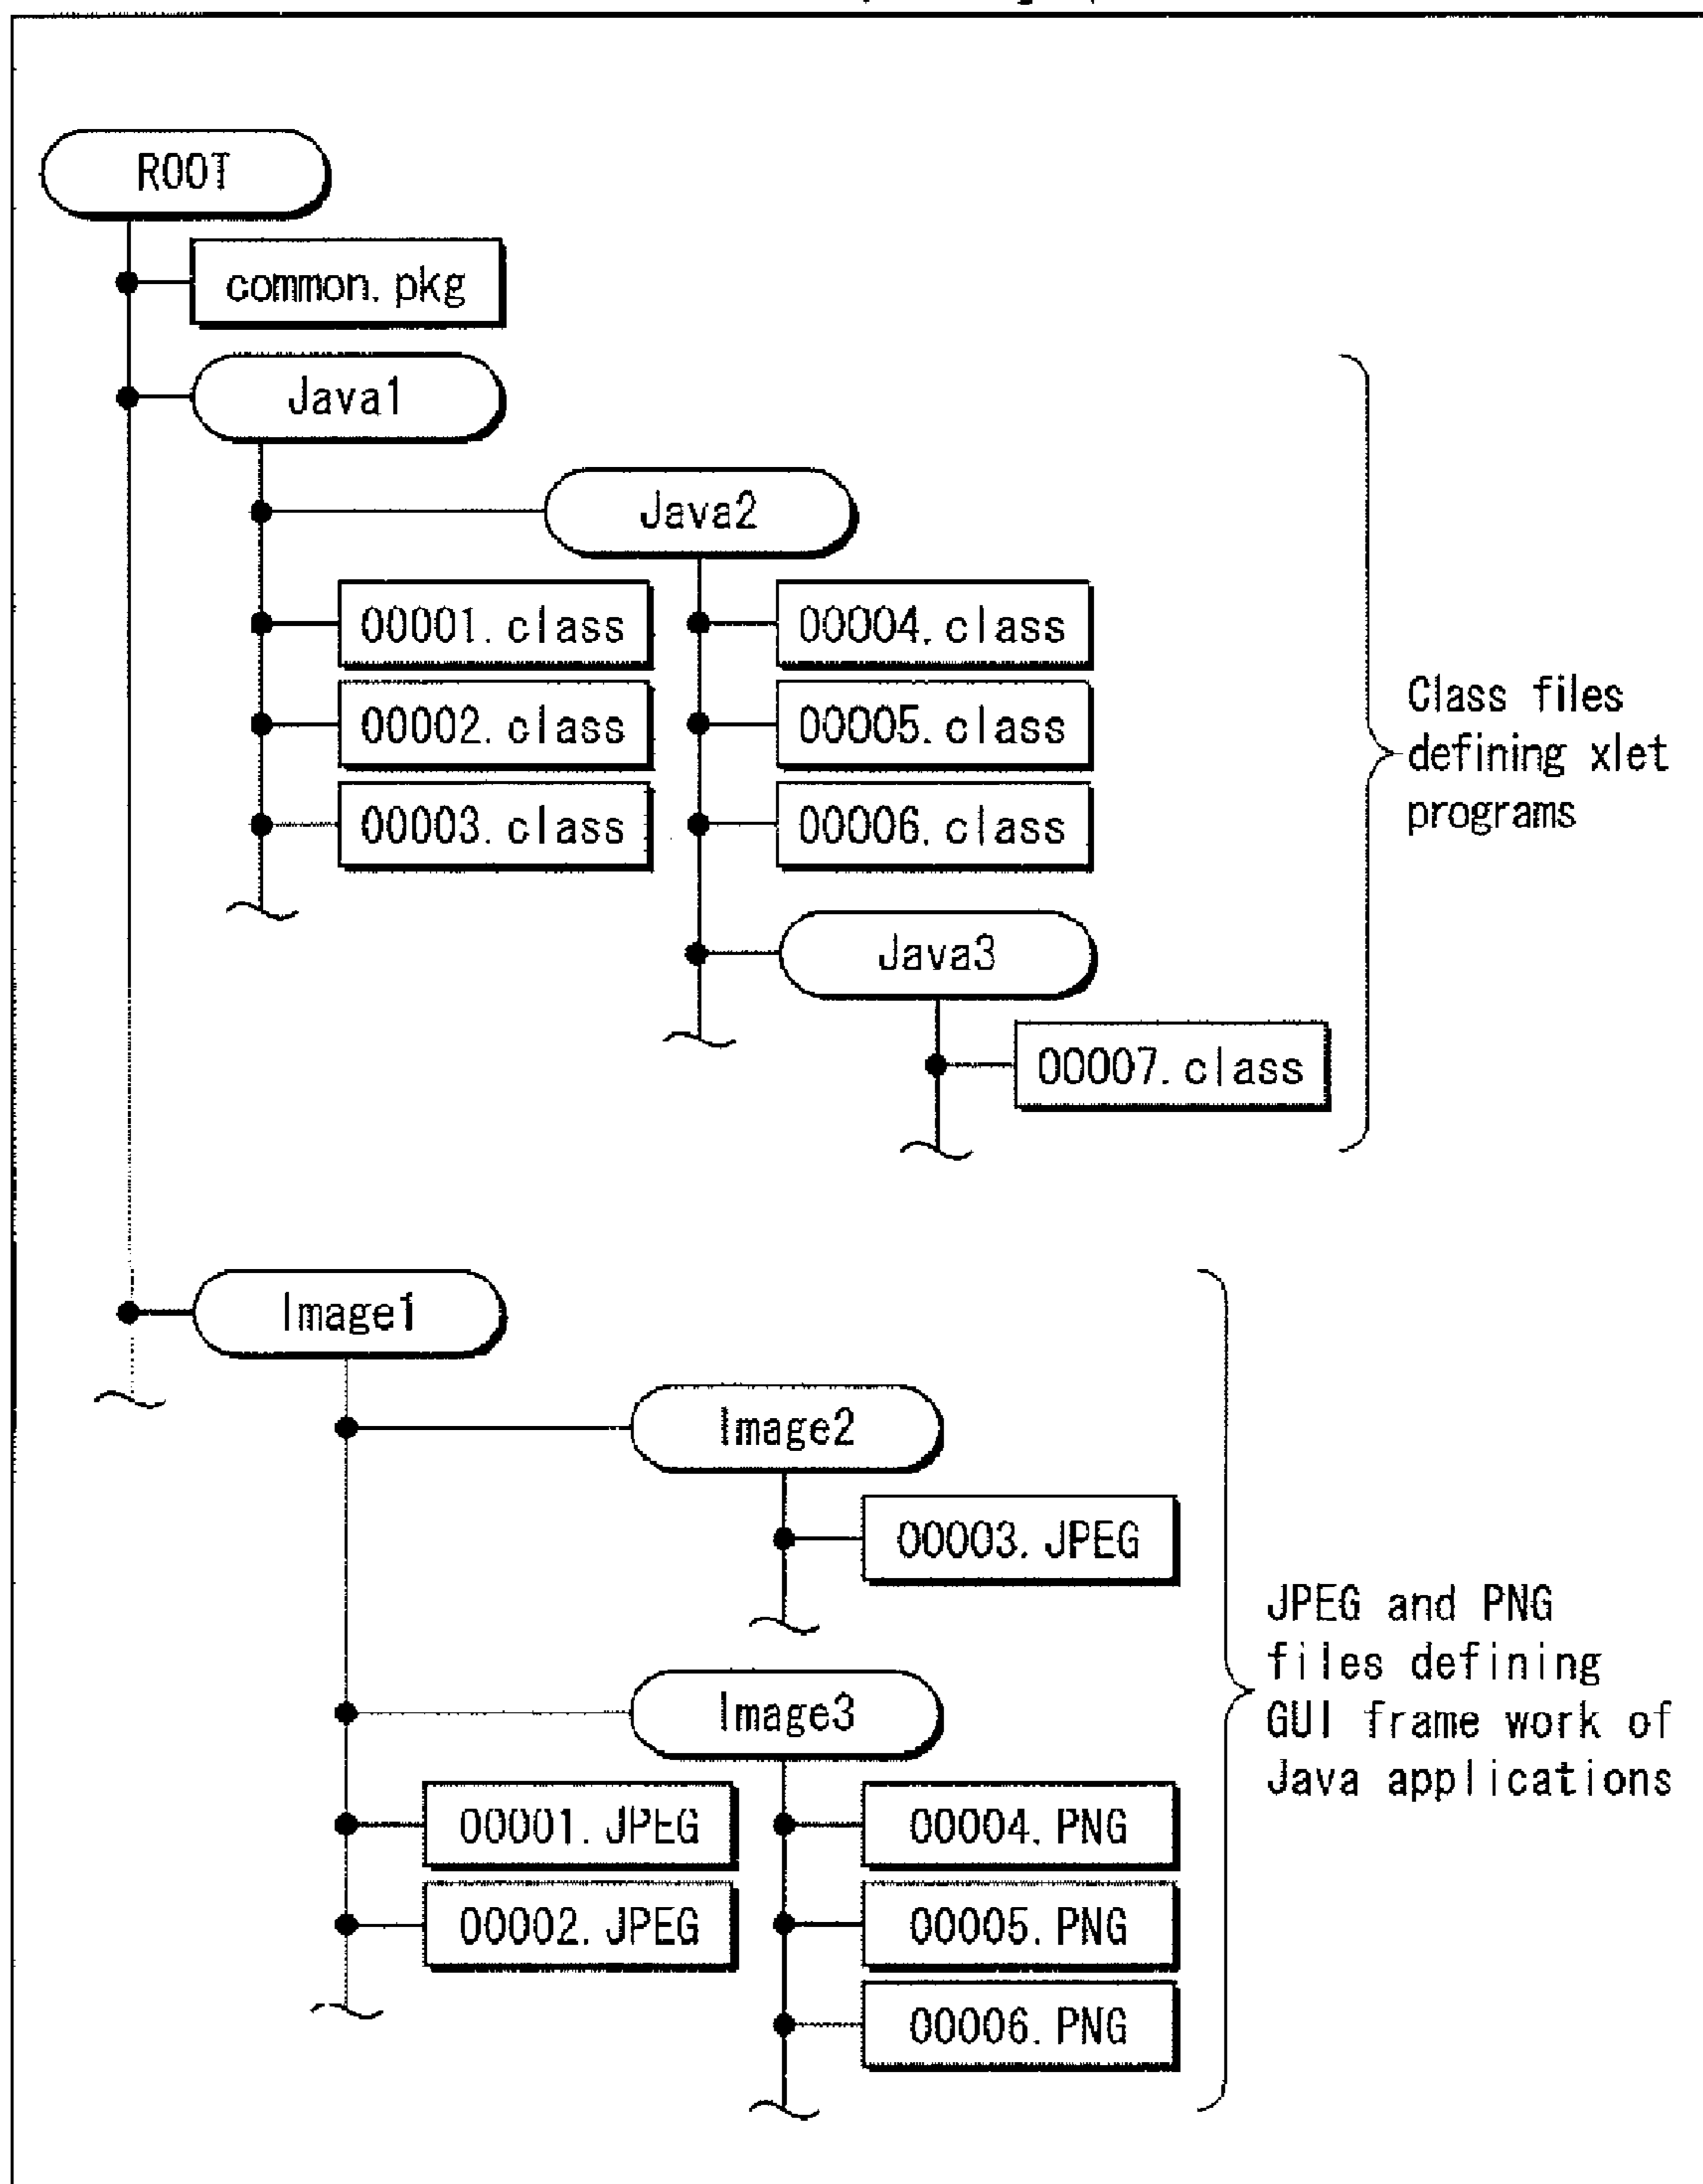 ROOT
common.pkg
Java1
Java2
00001.class
00004.class
00002.class
00005.class
00003.class
00006.class
Java3
00007.class
Class files
defining xlet
programs
Image1
Image2
00003.JPEG
Image3
00001.JPEG
00004.PNG
00002.JPEG
00005.PNG
00006.PNG
JPEG and PNG
files defining
GUI frame work of
Java applications